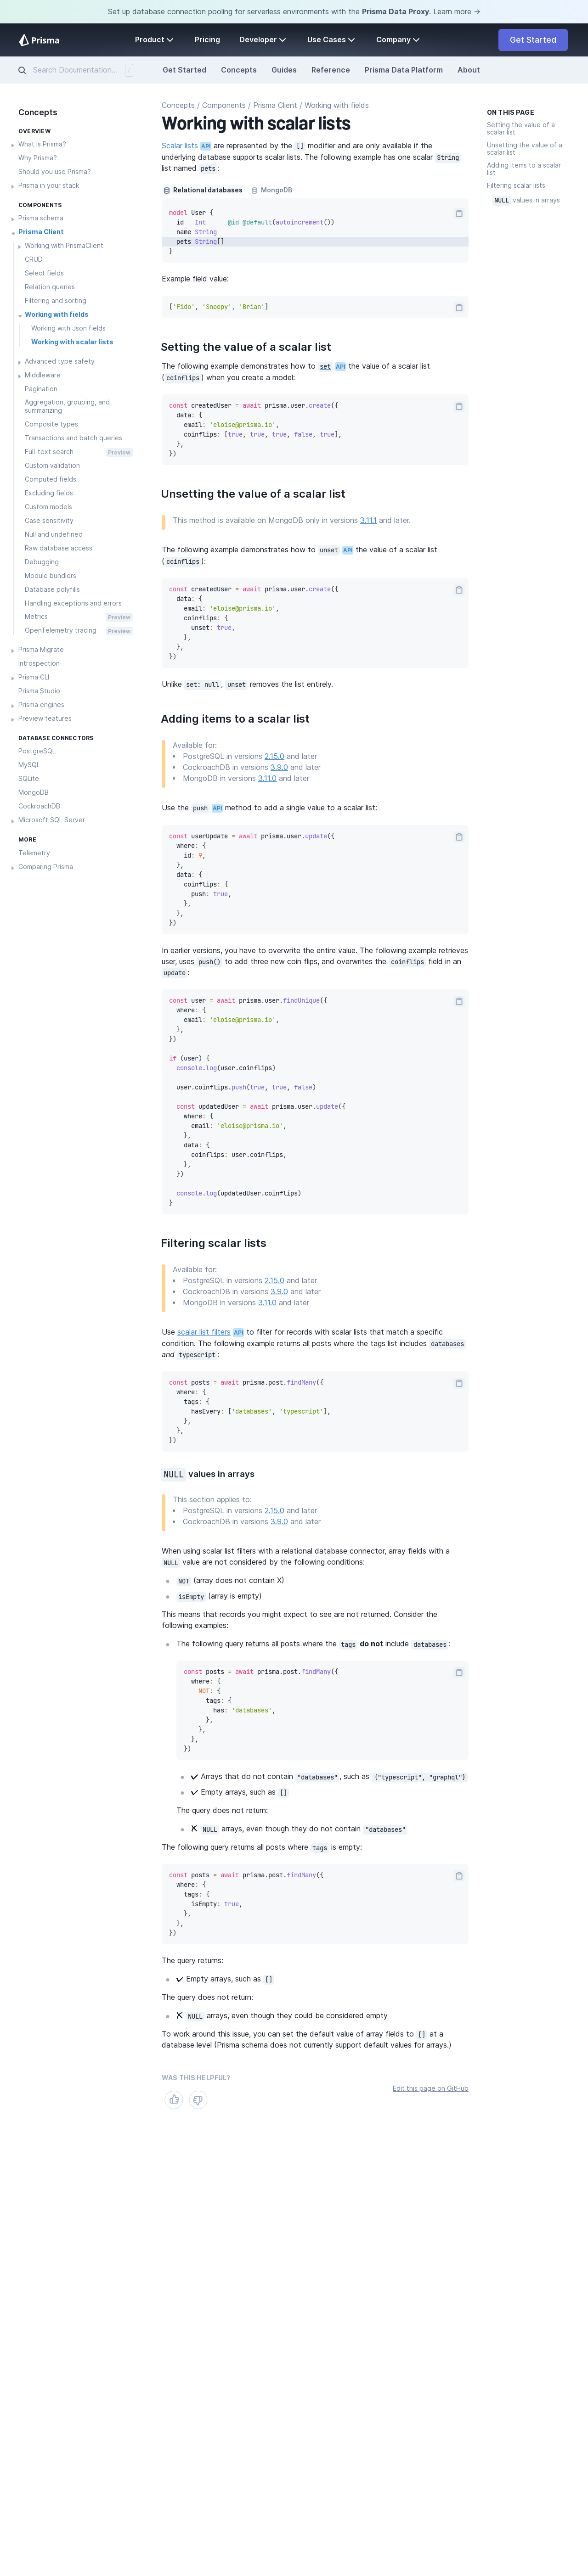 Set up database connection pooling for serverless environments with the Prisma Data Proxy. Learn more →
Prisma
Product
Pricing
Developer
Use Cases
Company
Get Started
Search Documentation...
/
Get Started
Concepts
Guides
Reference
Prisma Data Platform
About
Concepts
OVERVIEW
What is Prisma?
Why Prisma?
Should you use Prisma?
Prisma in your stack
COMPONENTS
Prisma schema
Prisma Client
Working with PrismaClient
CRUD
Select fields
Relation queries
Filtering and sorting
Working with fields
Working with Json fields
Working with scalar lists
Advanced type safety
Middleware
Pagination
Aggregation, grouping, and
summarizing
Composite types
Transactions and batch queries
Full-text search Preview
Custom validation
Computed fields
Excluding fields
Custom models
Case sensitivity
Null and undefined
Raw database access
Debugging
Module bundlers
Database polyfills
Handling exceptions and errors
Metrics Preview
OpenTelemetry tracing Preview
Prisma Migrate
Introspection
Prisma CLI
Prisma Studio
Prisma engines
Preview features
DATABASE CONNECTORS
PostgreSQL
MySQL
SQLite
MongoDB
CockroachDB
Microsoft SQL Server
MORE
Telemetry
Comparing Prisma
Concepts / Components / Prisma Client / Working with fields
Working with scalar lists
Scalar lists API are represented by the [] modifier and are only available if the
underlying database supports scalar lists. The following example has one scalar String
list named pets:
Relational databases
MongoDB
model User {
id Int @id @default(autoincrement())
name String
pets String[]
}
Example field value:
['Fido', 'Snoopy', 'Brian']
Setting the value of a scalar list
The following example demonstrates how to set API the value of a scalar list
(coinflips) when you create a model:
const createdUser = await prisma.user.create({
data: {
email: 'eloise@prisma.io',
coinflips: [true, true, true, false, true],
},
})
Unsetting the value of a scalar list
This method is available on MongoDB only in versions 3.11.1 and later.
The following example demonstrates how to unset API the value of a scalar list
(coinflips):
const createdUser = await prisma.user.create({
data: {
email: 'eloise@prisma.io',
coinflips: {
unset: true,
},
},
})
Unlike set: null, unset removes the list entirely.
Adding items to a scalar list
Available for:
• PostgreSQL in versions 2.15.0 and later
• CockroachDB in versions 3.9.0 and later
• MongoDB in versions 3.11.0 and later
Use the push API method to add a single value to a scalar list:
const userUpdate = await prisma.user.update({
where: {
id: 9,
},
data: {
coinflips: {
push: true,
},
},
})
In earlier versions, you have to overwrite the entire value. The following example retrieves
user, uses push() to add three new coin flips, and overwrites the coinflips field in an
update:
const user = await prisma.user.findUnique({
where: {
email: 'eloise@prisma.io',
},
})
if (user) {
console.log(user.coinflips)
user.coinflips.push(true, true, false)
const updatedUser = await prisma.user.update({
where: {
email: 'eloise@prisma.io',
},
data: {
coinflips: user.coinflips,
},
})
console.log(updatedUser.coinflips)
}
Filtering scalar lists
Available for:
• PostgreSQL in versions 2.15.0 and later
• CockroachDB in versions 3.9.0 and later
• MongoDB in versions 3.11.0 and later
Use scalar list filters API to filter for records with scalar lists that match a specific
condition. The following example returns all posts where the tags list includes databases
and typescript:
const posts = await prisma.post.findMany({
where: {
tags: {
hasEvery: ['databases', 'typescript'],
},
},
})
NULL values in arrays
This section applies to:
• PostgreSQL in versions 2.15.0 and later
• CockroachDB in versions 3.9.0 and later
When using scalar list filters with a relational database connector, array fields with a
NULL value are not considered by the following conditions:
NOT (array does not contain X)
isEmpty (array is empty)
This means that records you might expect to see are not returned. Consider the
following examples:
The following query returns all posts where the tags do not include databases:
const posts = await prisma.post.findMany({
where: {
NOT: {
tags: {
has: 'databases',
},
},
},
})
✔ Arrays that do not contain "databases", such as {"typescript", "graphql"}
✔ Empty arrays, such as []
The query does not return:
✘ NULL arrays, even though they do not contain "databases"
The following query returns all posts where tags is empty:
const posts = await prisma.post.findMany({
where: {
tags: {
isEmpty: true,
},
},
})
The query returns:
✔ Empty arrays, such as []
The query does not return:
✘ NULL arrays, even though they could be considered empty
To work around this issue, you can set the default value of array fields to [] at a
database level (Prisma schema does not currently support default values for arrays.)
WAS THIS HELPFUL?
Edit this page on GitHub
ON THIS PAGE
Setting the value of a
scalar list
Unsetting the value of a
scalar list
Adding items to a scalar
list
Filtering scalar lists
NULL values in arrays